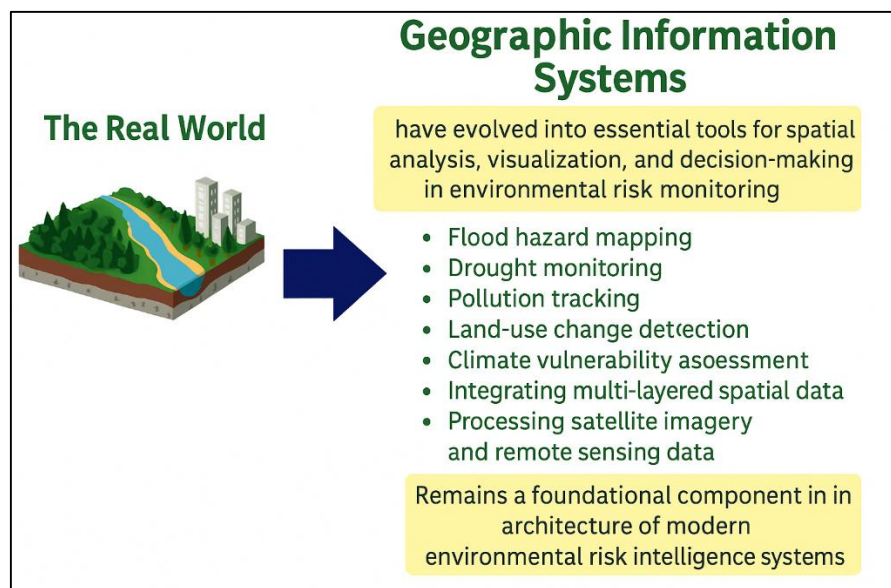 The Real World
Geographic Information
Systems
have evolved into essential tools for spatial
analysis, visualization, and decision-making
in environmental risk monitoring
• Flood hazard mapping
• Drought monitoring
• Pollution tracking
• Land-use change detection
• Climate vulnerability asoessment
• Integrating multi-layered spatial data
• Processing satellite imagery
and remote sensing data
Remains a foundational component in in
architecture of modern
environmental risk intelligence systems